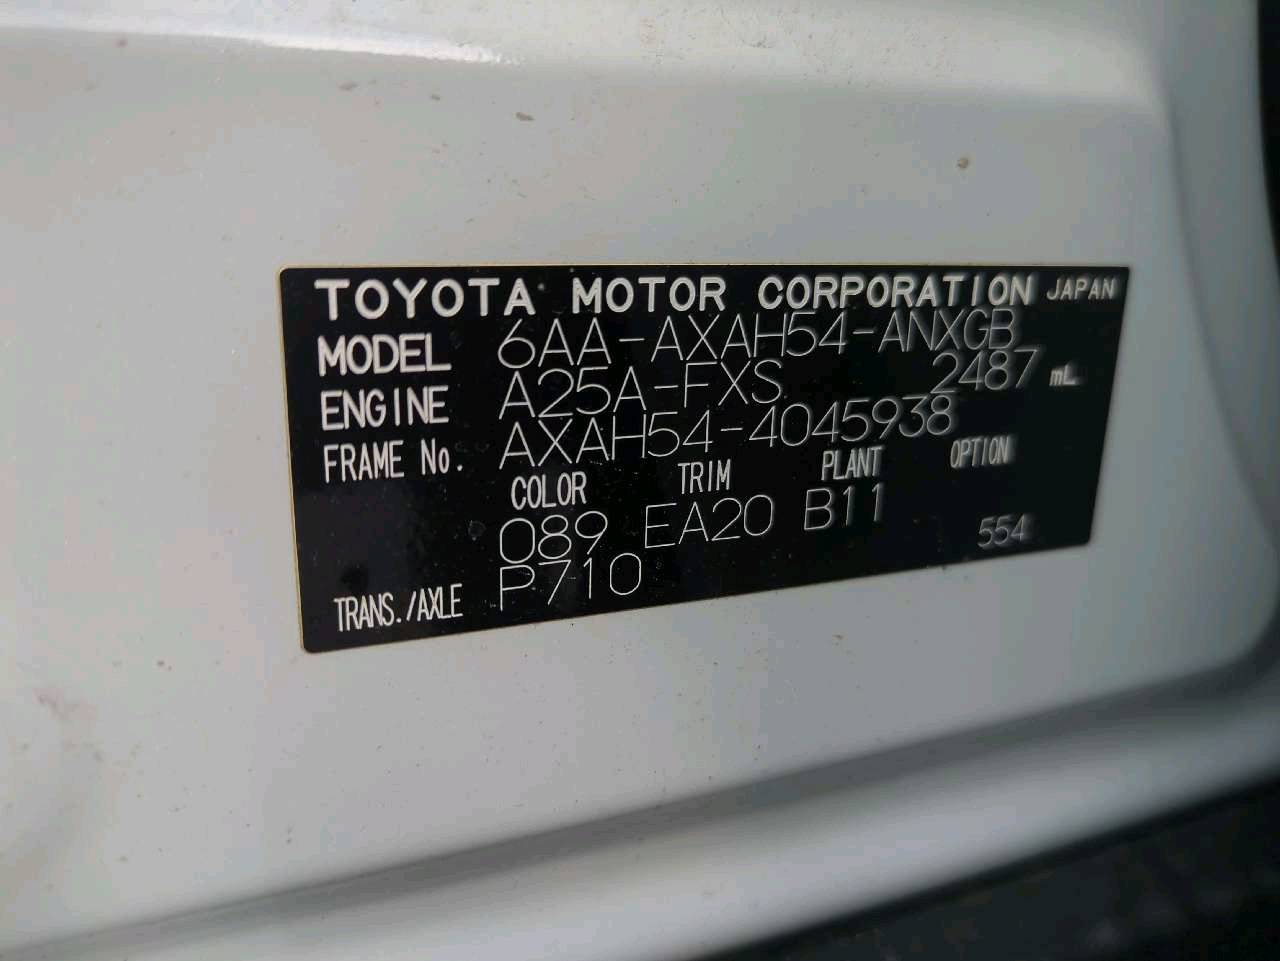 TOYOTA MOTOR CORPORATION JAPAN
MODEL 6AA-AXAH54-ANXGB
ENGINE A25A-FXS 2487 mL
FRAME No. AXAH54-4045938
COLOR TRIM PLANT OPTION
089 EA20 B11 554
TRANS./AXLE P710